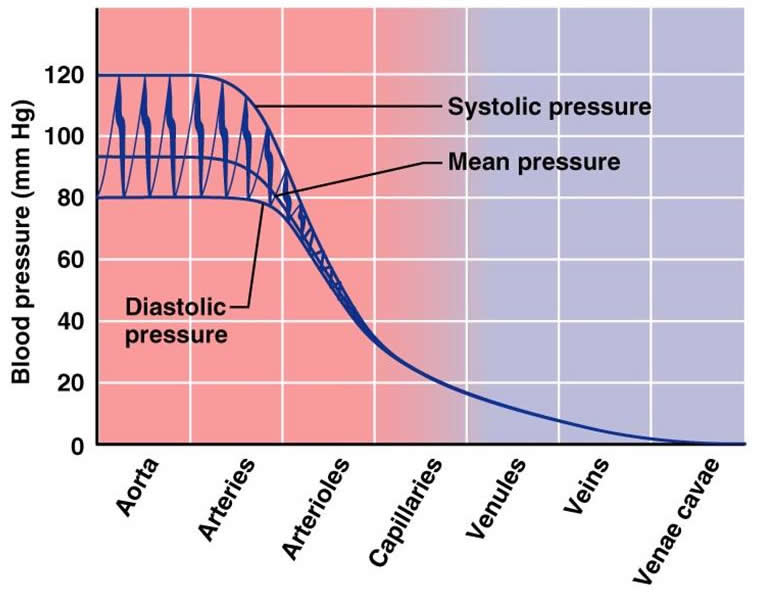 Blood pressure (mm Hg)
120
100
80
60
40
20
0
Systolic pressure
Mean pressure
Diastolic
pressure
Aorta
Arteries
Arterioles
Capillaries
Venules
Veins
Venae cavae